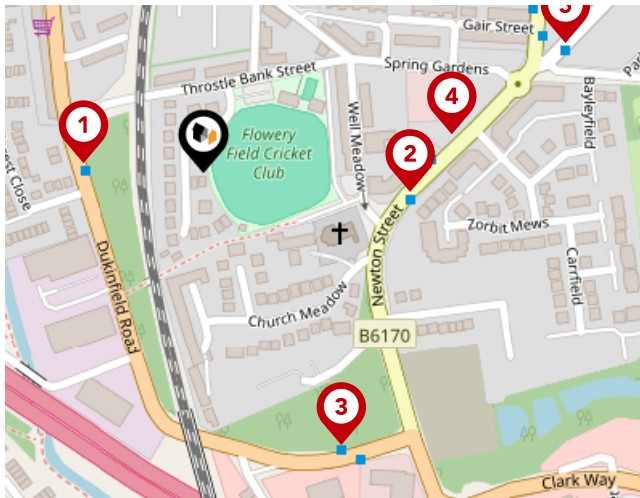 5
Gair Street
Spring Gardens
Throstle Bank Street
Bayleyfield
4
1
Well Meadow
Flowery
Field Cricket
Club
2
Zorbit Mews
Newton Street
Carrfield
Dukinfield Road
Church Meadow
B6170
3
Clark Way